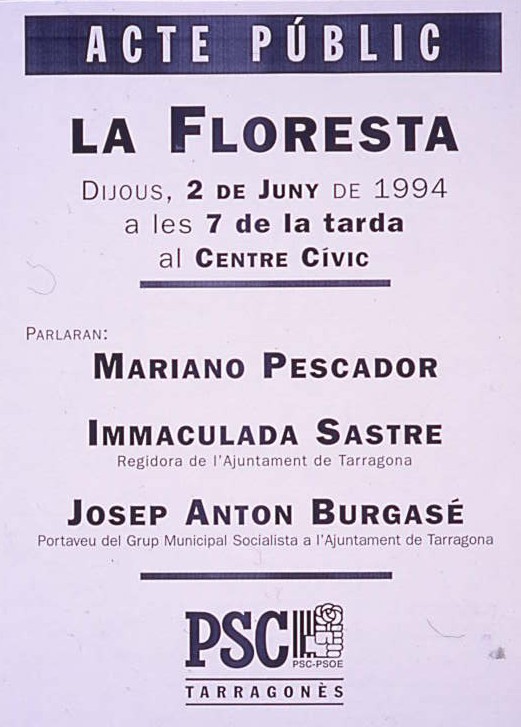 ACTE PÚBLIC
LA FLORESTA
DIJOUS, 2 DE JUNY DE 1994
a les 7 de la tarda
al CENTRE CÍVIC
PARLARAN:
MARIANO PESCADOR
IMMACULADA SASTRE
Regidora de l'Ajuntament de Tarragona
JOSEP ANTON BURGASÉ
Portaveu del Grup Municipal Socialista a l'Ajuntament de Tarragona
PSC
PSC-PSOE
TARRAGONÈS